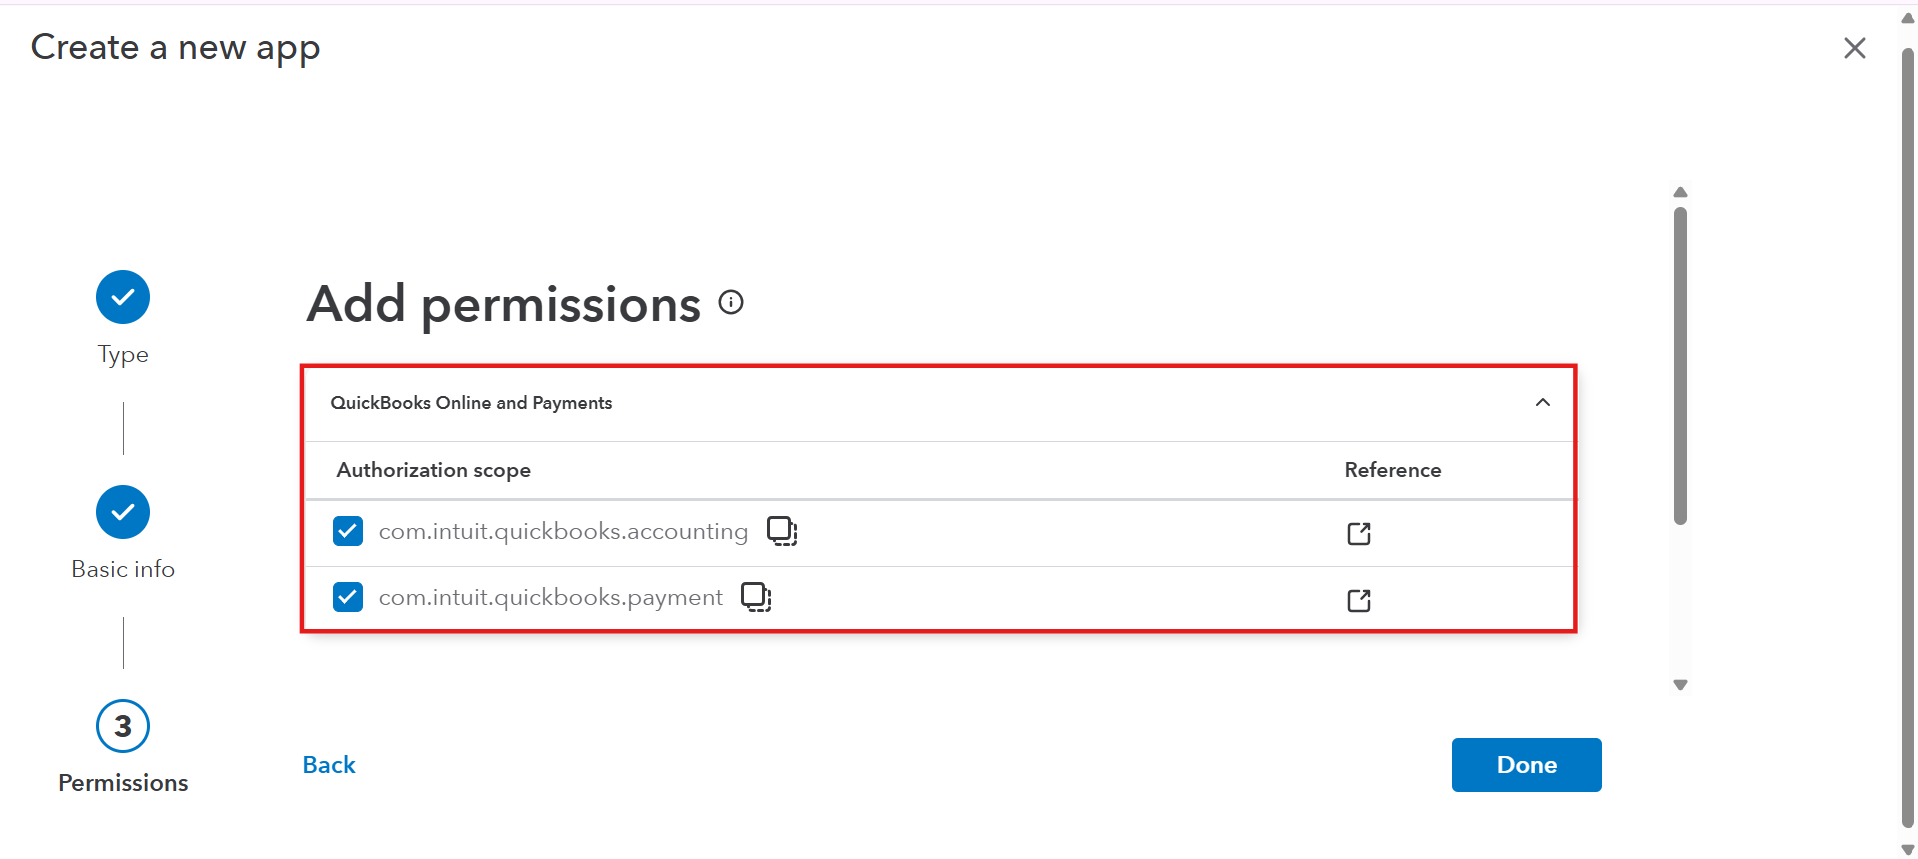 Create a new app
Type
Basic info
3
Permissions
Add permissions
QuickBooks Online and Payments
Authorization scope Reference
com.intuit.quickbooks.accounting
com.intuit.quickbooks.payment
Back
Done